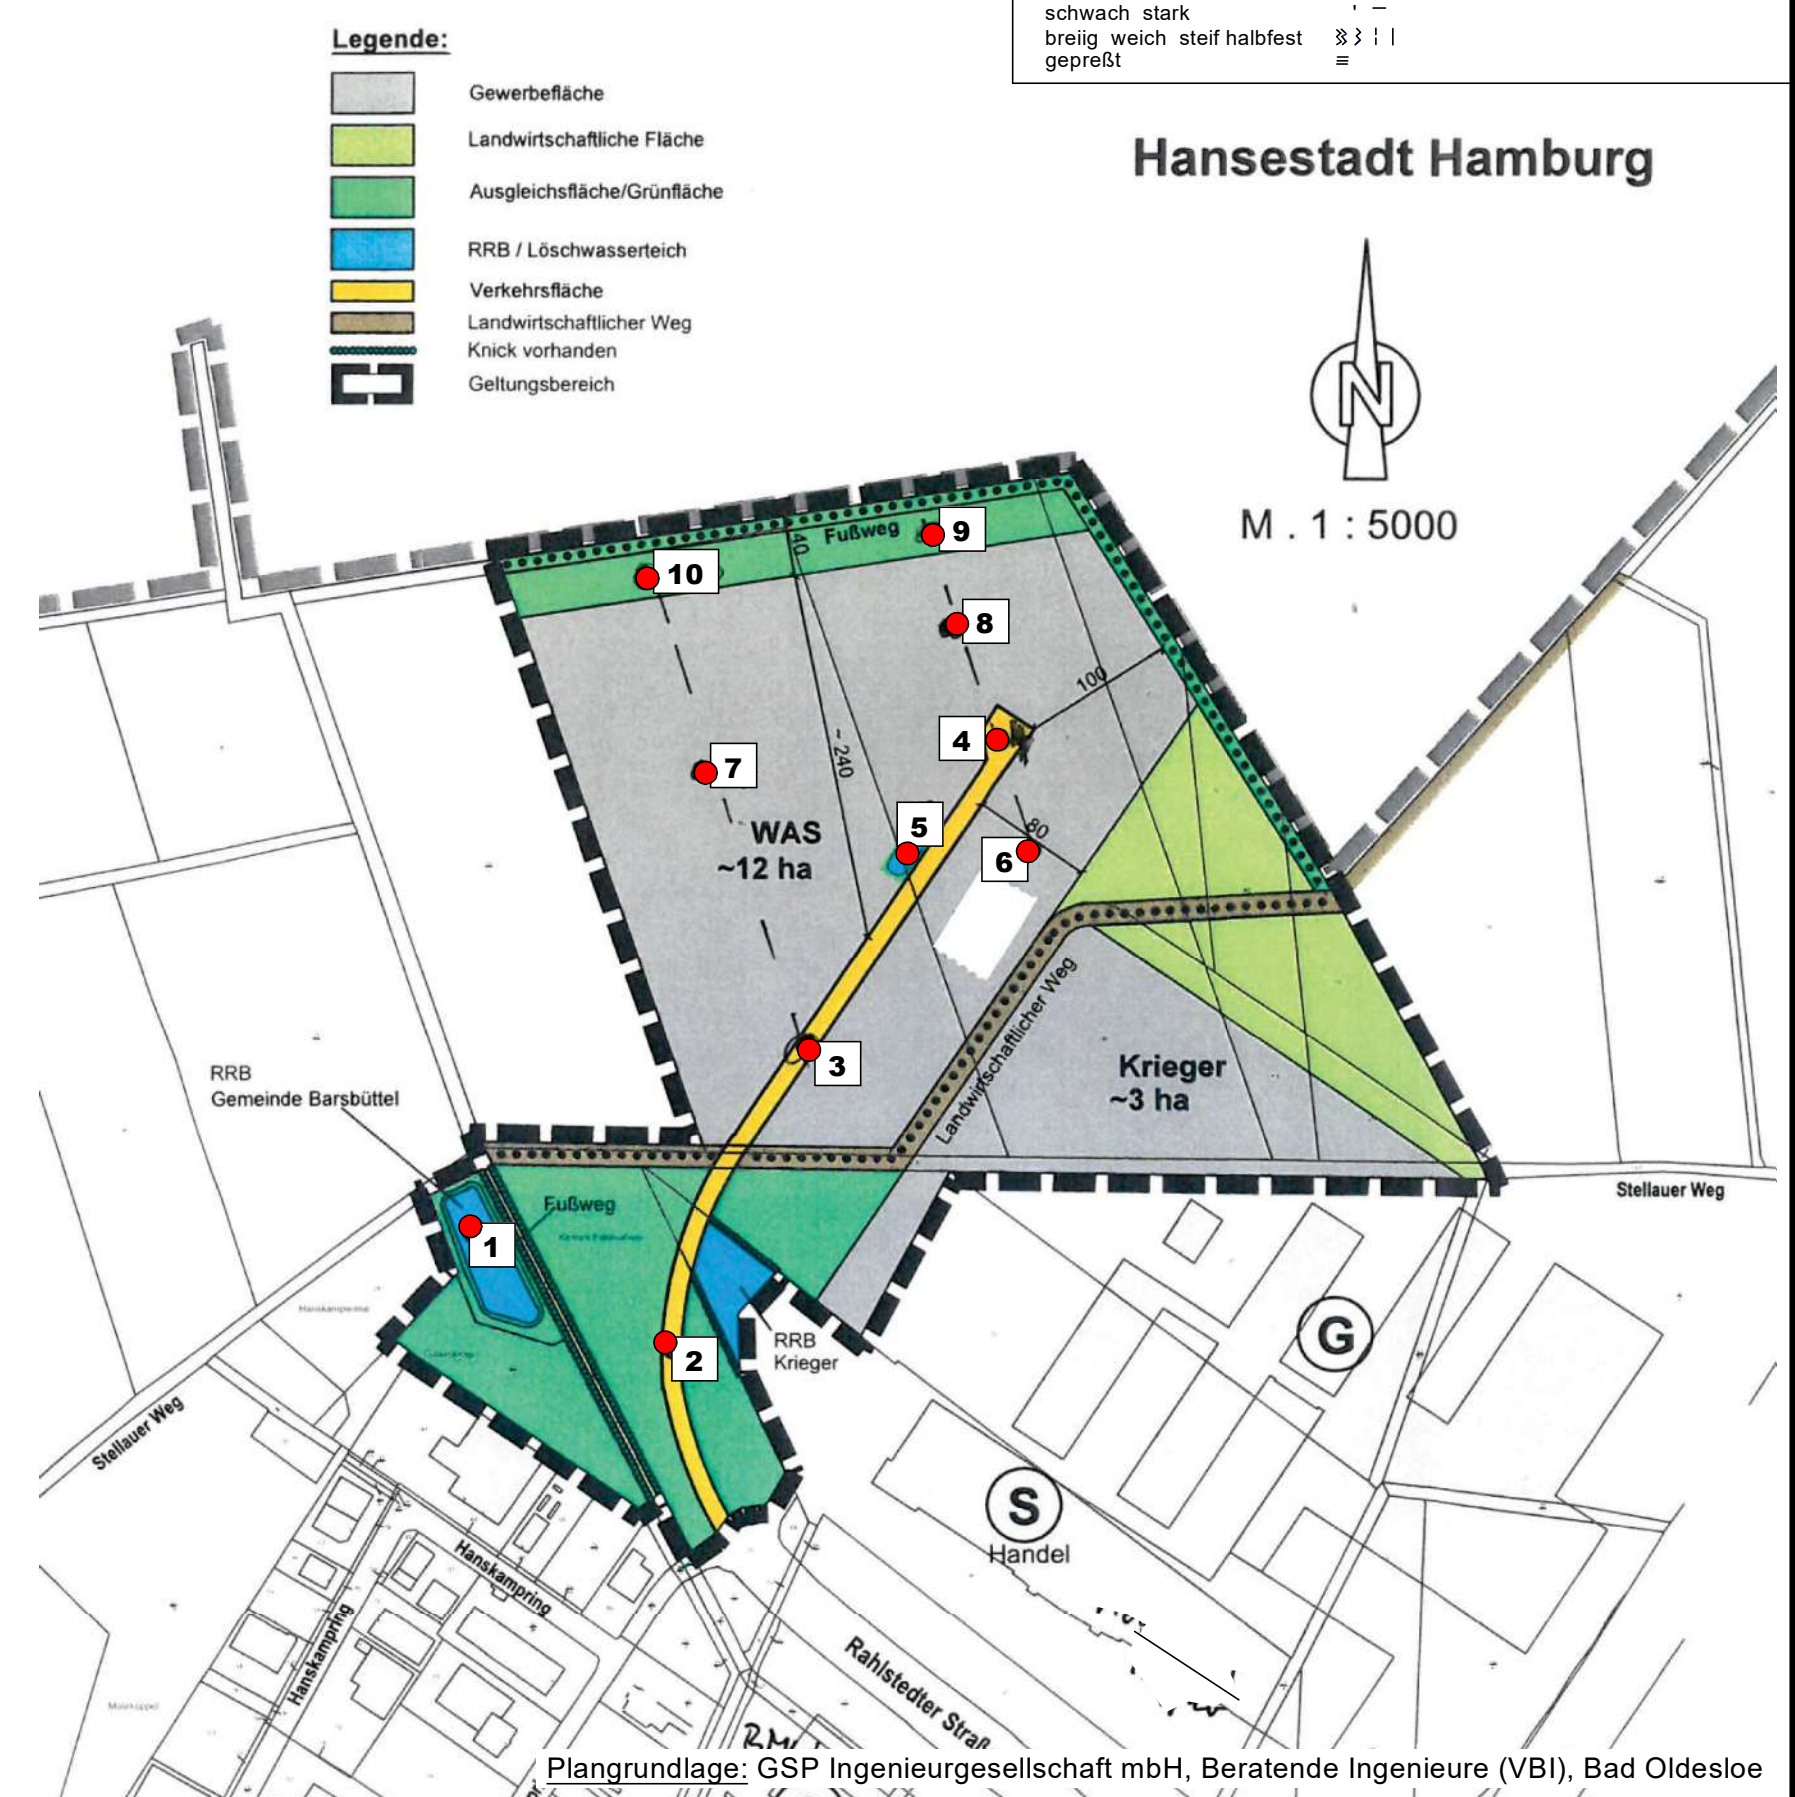 schwach stark
breiig weich steif halbfest
gepreßt
Legende:
Gewerbefläche
Landwirtschaftliche Fläche
Ausgleichsfläche/Grünfläche
RRB / Löschwasserteich
Verkehrsfläche
Landwirtschaftlicher Weg
Knick vorhanden
Geltungsbereich
Hansestadt Hamburg
N
M . 1 : 5000
Fußweg
40
9
10
8
100
4
~ 240
7
5
80
6
WAS
~12 ha
3
Landwirtschaftlicher Weg
Krieger
~3 ha
RRB
Gemeinde Barsbüttel
Stellauer Weg
Fußweg
1
2
RRB
Krieger
G
Stellauer Weg
S
Handel
Hanskampring
Hanskampring
Rahlstedter Straß
Plangrundlage: GSP Ingenieurgesellschaft mbH, Beratende Ingenieure (VBI), Bad Oldesloe